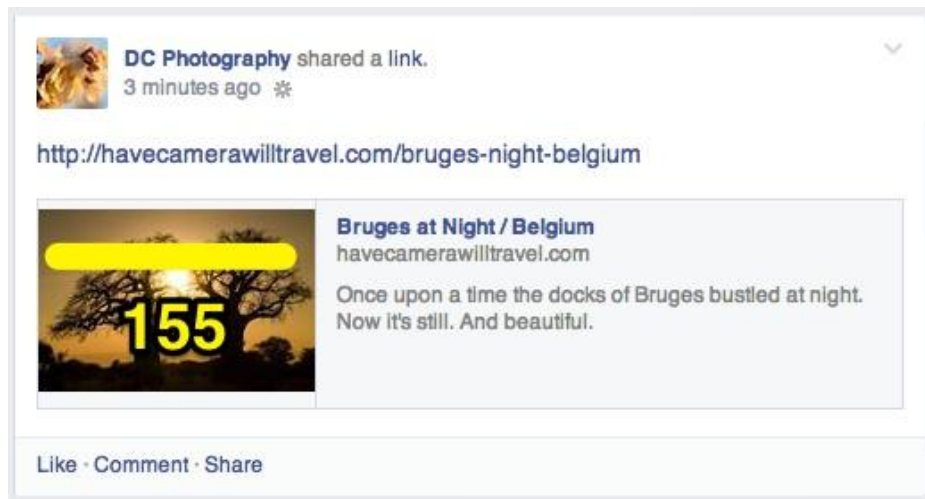 DC Photography shared a link.
3 minutes ago
http://havecamerawilltravel.com/bruges-night-belgium
Bruges at Night / Belgium
havecamerawilltravel.com
Once upon a time the docks of Bruges bustled at night.
Now it's still. And beautiful.
155
Like · Comment · Share